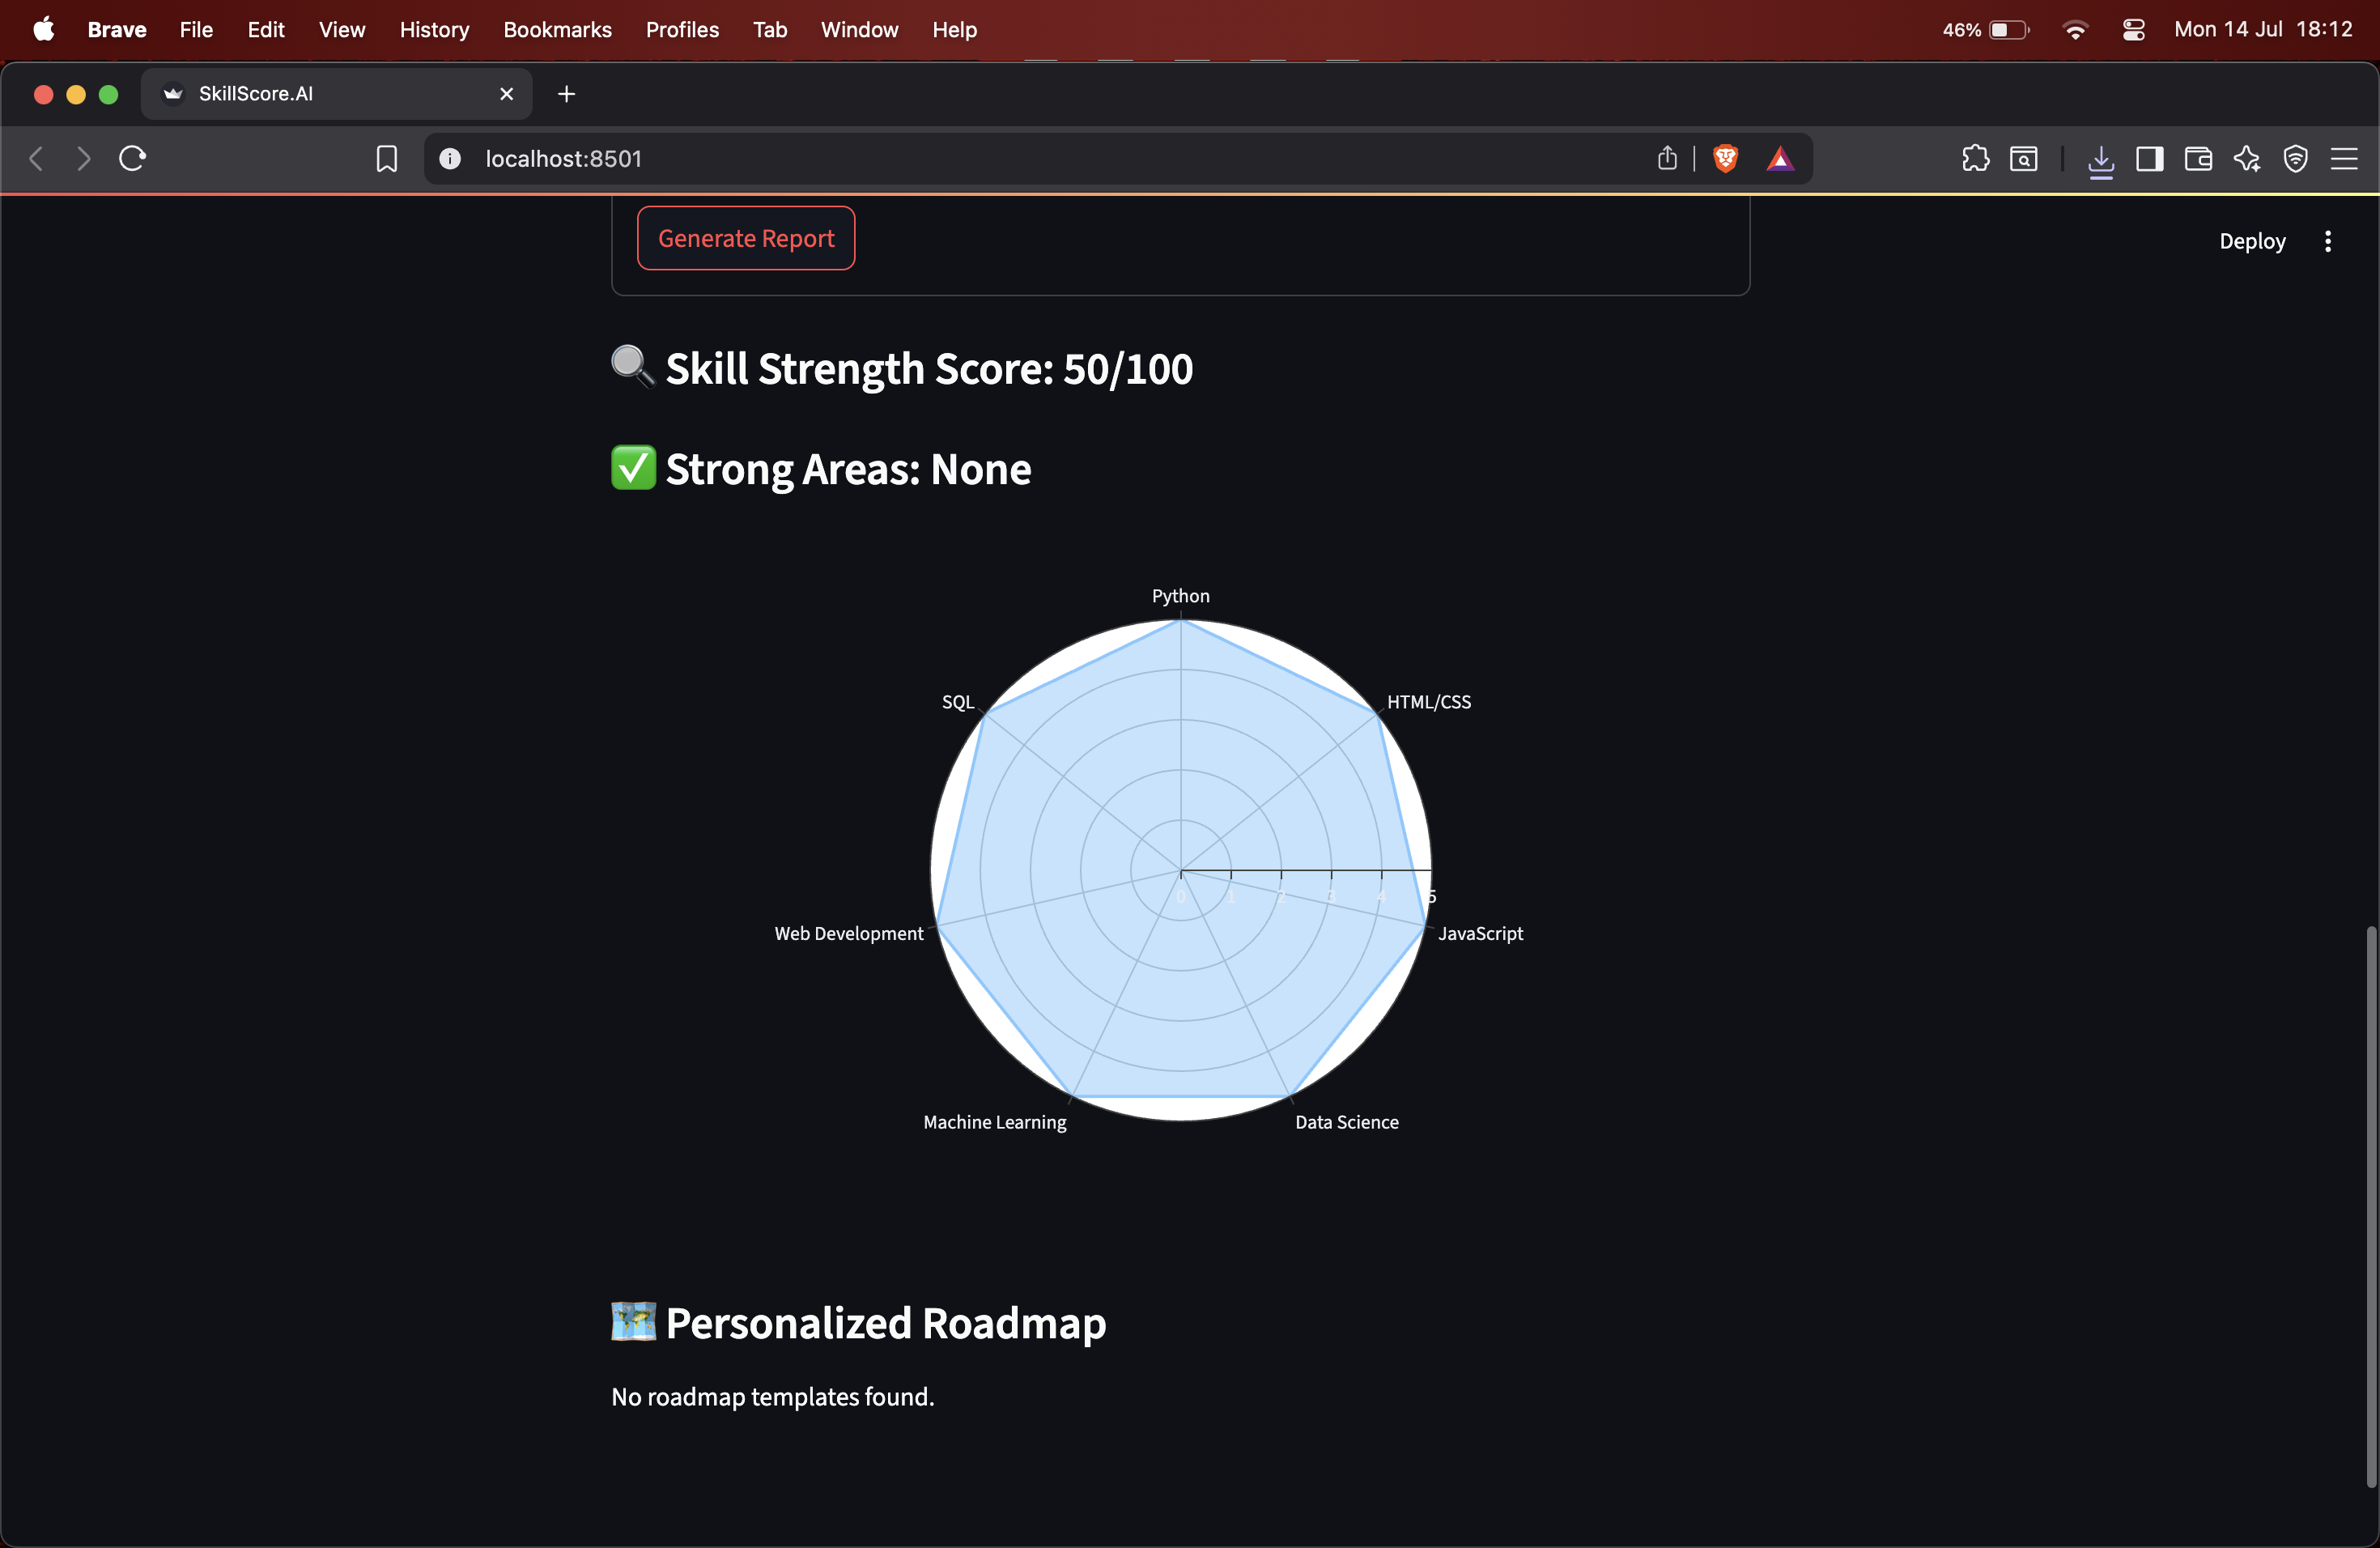 Brave File Edit View History Bookmarks Profiles Tab Window Help 46% Mon 14 Jul 18:12
SkillScore.AI
localhost:8501
Generate Report
Deploy
🔍 Skill Strength Score: 50/100
✅ Strong Areas: None
Python
SQL
HTML/CSS
0 1 2 3 4 5
Web Development
JavaScript
Machine Learning
Data Science
🗺️ Personalized Roadmap
No roadmap templates found.